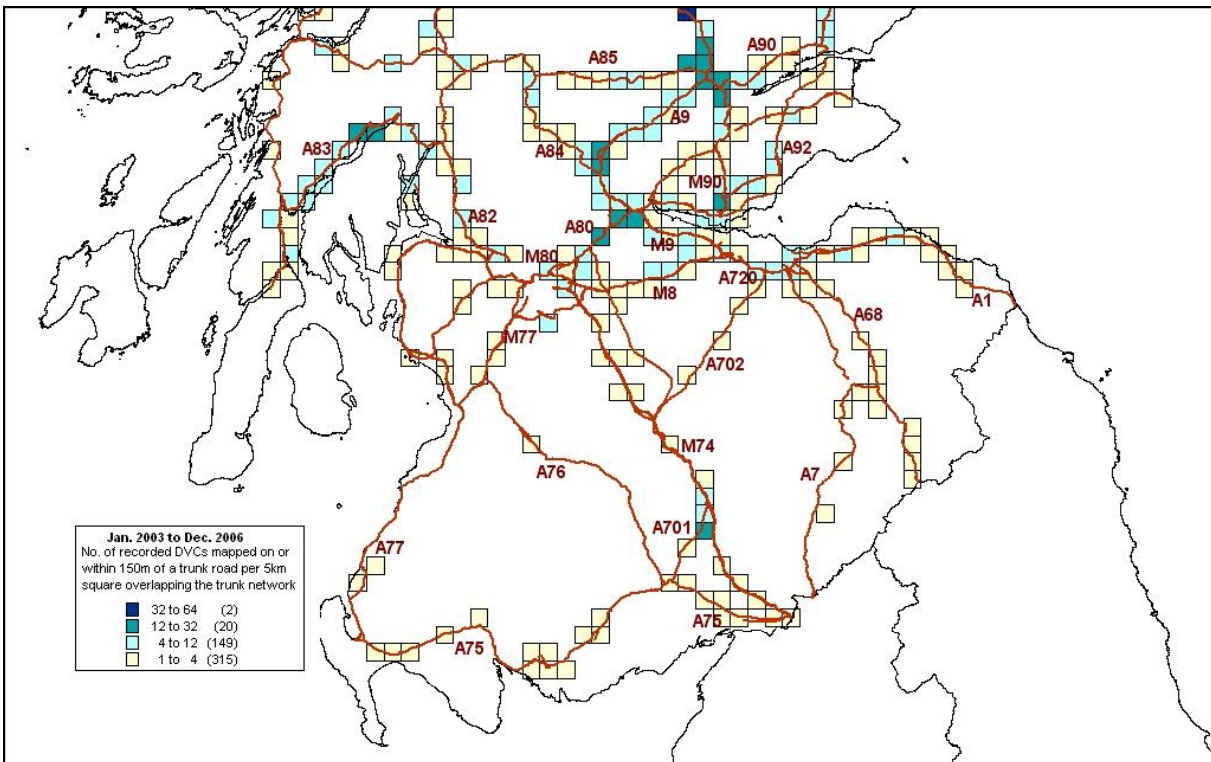 A90
A85
A9
A83
A84
A92
M90
A82
A80
M9
M80
A720
M8
A1
A68
M77
A702
M74
A76
A7
A701
A77
A75
A75
Jan. 2003 to Dec. 2006
No. of recorded DVCs mapped on or
within 150m of a trunk road per 5km
square overlapping the trunk network
32 to 64 (2)
12 to 32 (20)
4 to 12 (149)
1 to 4 (315)